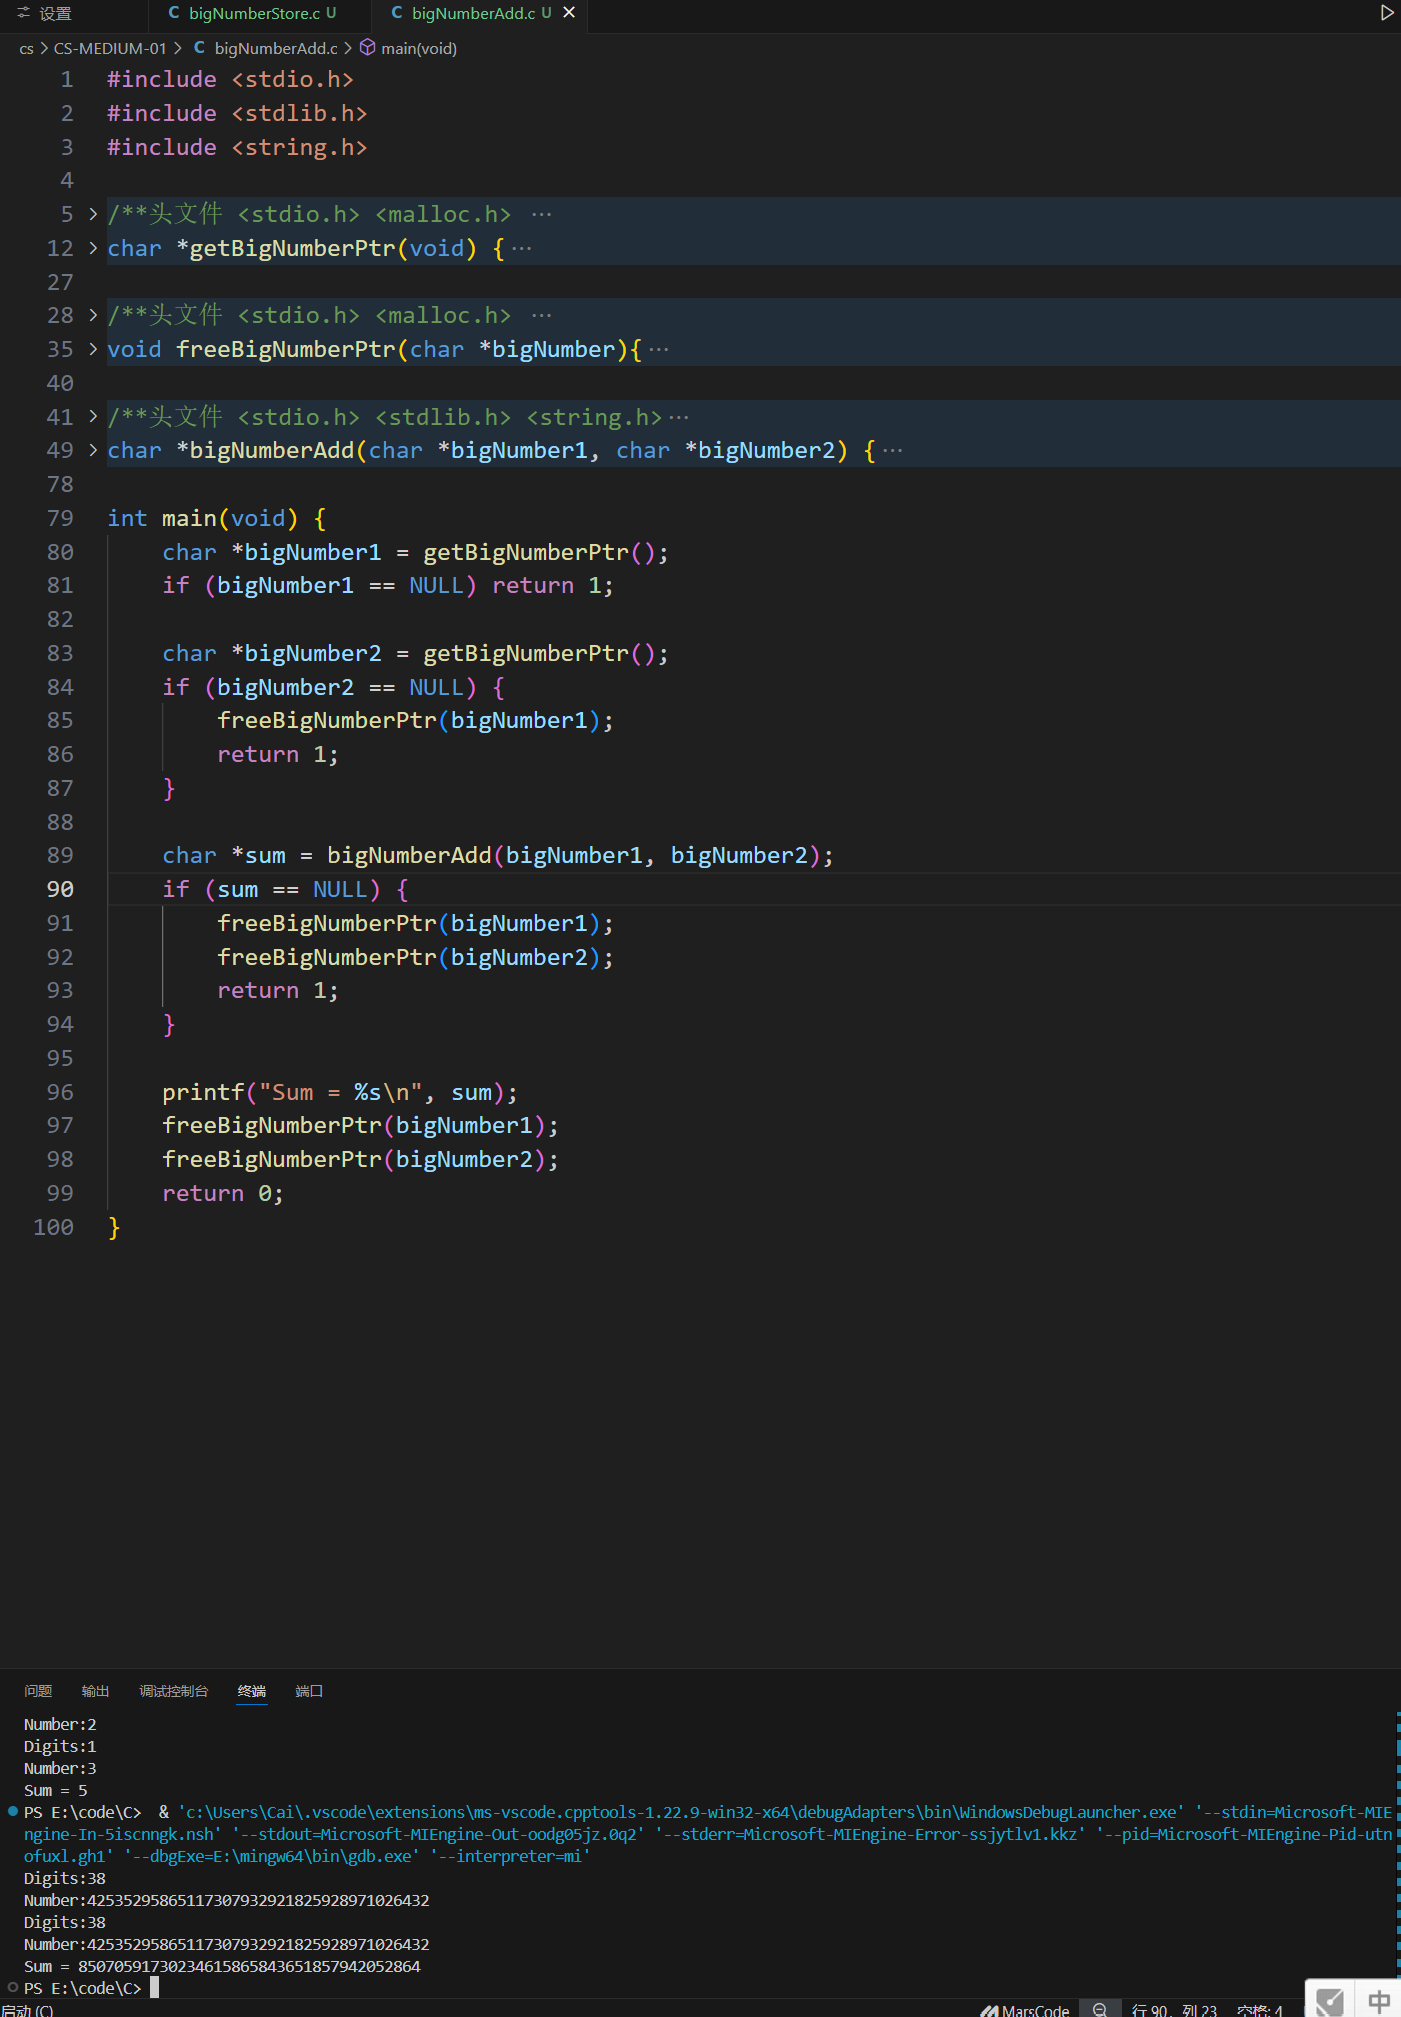 设置 C bigNumberStore.c U C bigNumberAdd.c U
cs > CS-MEDIUM-01 > C bigNumberAdd.c > main(void)
1 #include <stdio.h>
2 #include <stdlib.h>
3 #include <string.h>
4
5 /**头文件 <stdio.h> <malloc.h> ···
12 char *getBigNumberPtr(void) {···
27
28 /**头文件 <stdio.h> <malloc.h> ···
35 void freeBigNumberPtr(char *bigNumber){···
40
41 /**头文件 <stdio.h> <stdlib.h> <string.h>···
49 char *bigNumberAdd(char *bigNumber1, char *bigNumber2) {···
78
79 int main(void) {
80 char *bigNumber1 = getBigNumberPtr();
81 if (bigNumber1 == NULL) return 1;
82
83 char *bigNumber2 = getBigNumberPtr();
84 if (bigNumber2 == NULL) {
85 freeBigNumberPtr(bigNumber1);
86 return 1;
87 }
88
89 char *sum = bigNumberAdd(bigNumber1, bigNumber2);
90 if (sum == NULL) {
91 freeBigNumberPtr(bigNumber1);
92 freeBigNumberPtr(bigNumber2);
93 return 1;
94 }
95
96 printf("Sum = %s\n", sum);
97 freeBigNumberPtr(bigNumber1);
98 freeBigNumberPtr(bigNumber2);
99 return 0;
100 }
问题 输出 调试控制台 终端 端口
Number:2
Digits:1
Number:3
Sum = 5
PS E:\code\C> & 'c:\Users\Cai\.vscode\extensions\ms-vscode.cpptools-1.22.9-win32-x64\debugAdapters\bin\WindowsDebugLauncher.exe' '--stdin=Microsoft-MIE
ngine-In-5iscnngk.nsh' '--stdout=Microsoft-MIEngine-Out-oodg05jz.0q2' '--stderr=Microsoft-MIEngine-Error-ssjytlv1.kkz' '--pid=Microsoft-MIEngine-Pid-utn
ofuxl.gh1' '--dbgExe=E:\mingw64\bin\gdb.exe' '--interpreter=mi'
Digits:38
Number:42535295865117307932921825928971026432
Digits:38
Number:42535295865117307932921825928971026432
Sum = 85070591730234615865843651857942052864
PS E:\code\C>
启动 (C) MarsCode 行 90, 列 23 空格: 4 中